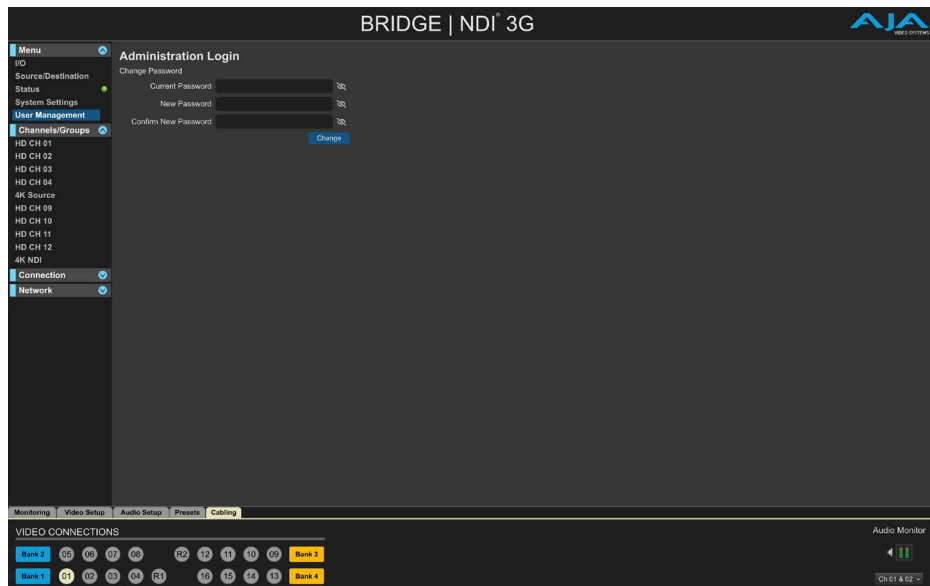 BRIDGE | NDI® 3G
AJA
VIDEO SYSTEMS
Menu
I/O
Source/Destination
Status
System Settings
User Management
Channels/Groups
HD CH 01
HD CH 02
HD CH 03
HD CH 04
4K Source
HD CH 09
HD CH 10
HD CH 11
HD CH 12
4K NDI
Connection
Network
Administration Login
Change Password
Current Password
New Password
Confirm New Password
Change
Monitoring Video Setup Audio Setup Presets Cabling
VIDEO CONNECTIONS
Bank 2 05 06 07 08 R2 12 11 10 09 Bank 3
Bank 1 01 02 03 04 R1 16 15 14 13 Bank 4
Audio Monitor
Ch 01 & 02